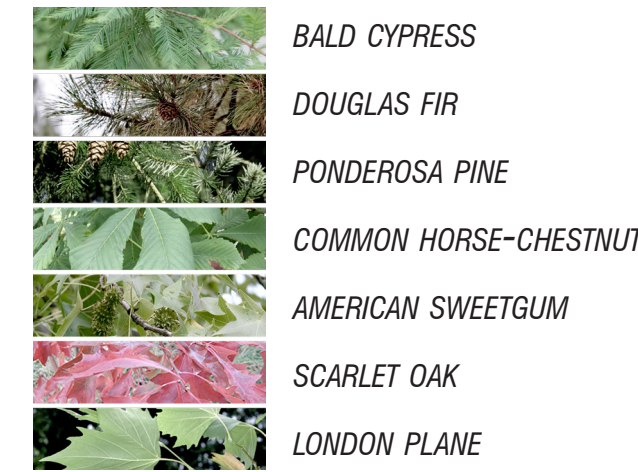 BALD CYPRESS
DOUGLAS FIR
PONDEROSA PINE
COMMON HORSE-CHESTNUT
AMERICAN SWEETGUM
SCARLET OAK
LONDON PLANE